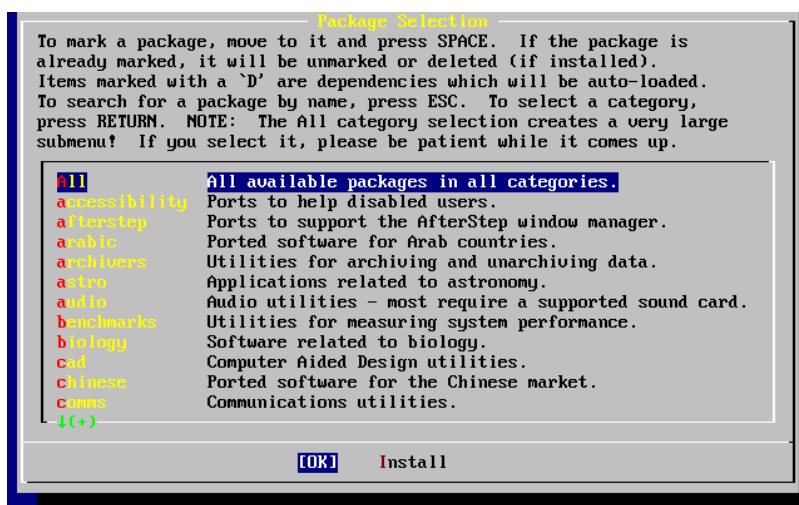 Package Selection
To mark a package, move to it and press SPACE.  If the package is
already marked, it will be unmarked or deleted (if installed).
Items marked with a `D' are dependencies which will be auto-loaded.
To search for a package by name, press ESC.  To select a category,
press RETURN.  NOTE:  The All category selection creates a very large
submenu!  If you select it, please be patient while it comes up.
All All available packages in all categories.
accessibility Ports to help disabled users.
afterstep Ports to support the AfterStep window manager.
arabic Ported software for Arab countries.
archivers Utilities for archiving and unarchiving data.
astro Applications related to astronomy.
audio Audio utilities - most require a supported sound card.
benchmarks Utilities for measuring system performance.
biology Software related to biology.
cad Computer Aided Design utilities.
chinese Ported software for the Chinese market.
comms Communications utilities.
↓(+)
[OK] Install